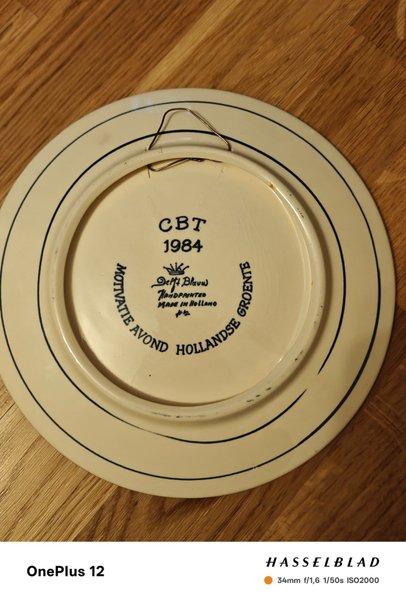 CBT
1984
Delft Blauw
HANDPAINTED
MADE IN HOLLAND
MOTIVATIE AVOND HOLLANDSE GROENTE
OnePlus 12
HASSELBLAD
34mm f/1,6 1/50s ISO2000